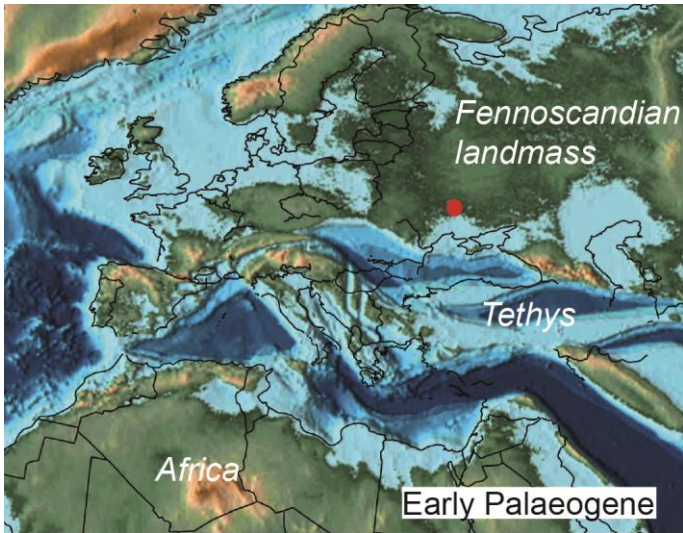 Fennoscandian
landmass
Tethys
Africa
Early Palaeogene